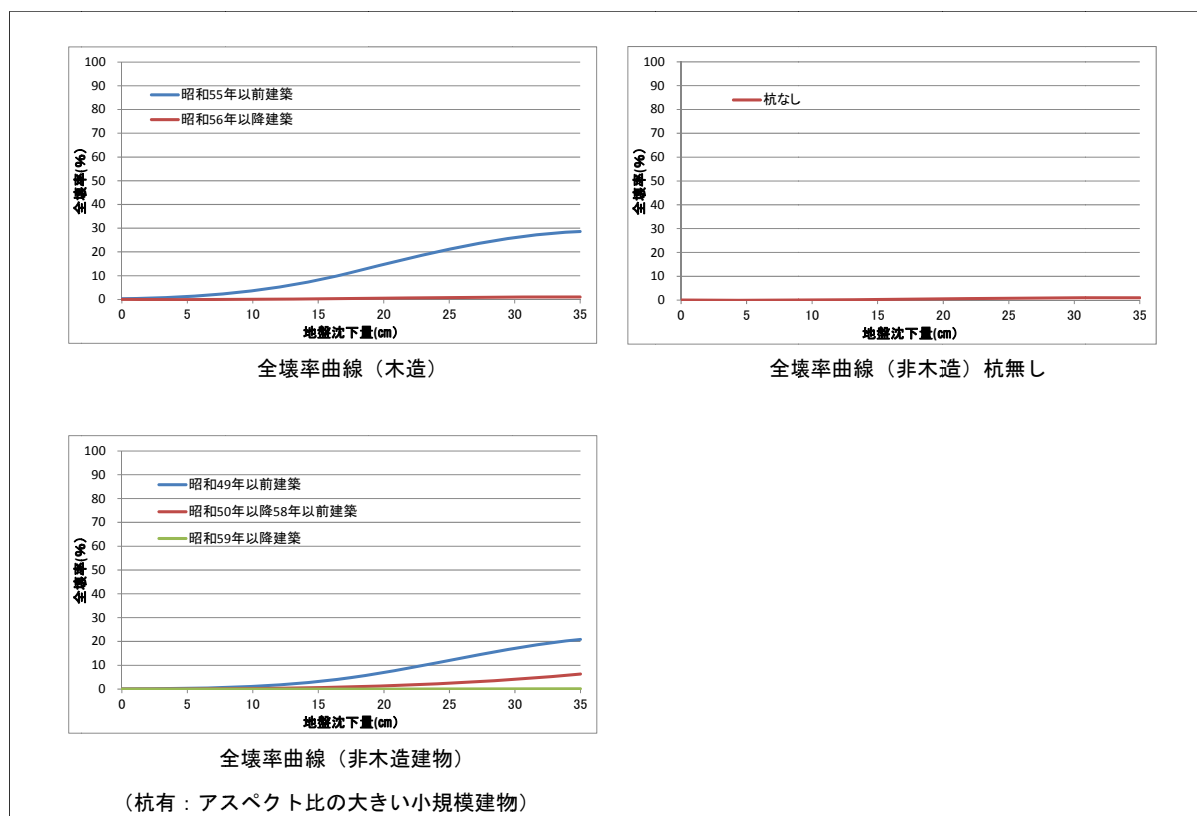 100
90
80
70
60
50
40
30
20
10
0
全壊率(%)
昭和55年以前建築
昭和56年以降建築
0 5 10 15 20 25 30 35
地盤沈下量(cm)
全壊率曲線（木造）
100
90
80
70
60
50
40
30
20
10
0
全壊率(%)
杭なし
0 5 10 15 20 25 30 35
地盤沈下量(cm)
全壊率曲線（非木造）杭無し
100
90
80
70
60
50
40
30
20
10
0
全壊率(%)
昭和49年以前建築
昭和50年以降58年以前建築
昭和59年以降建築
0 5 10 15 20 25 30 35
地盤沈下量(cm)
全壊率曲線（非木造建物）
（杭有：アスペクト比の大きい小規模建物）